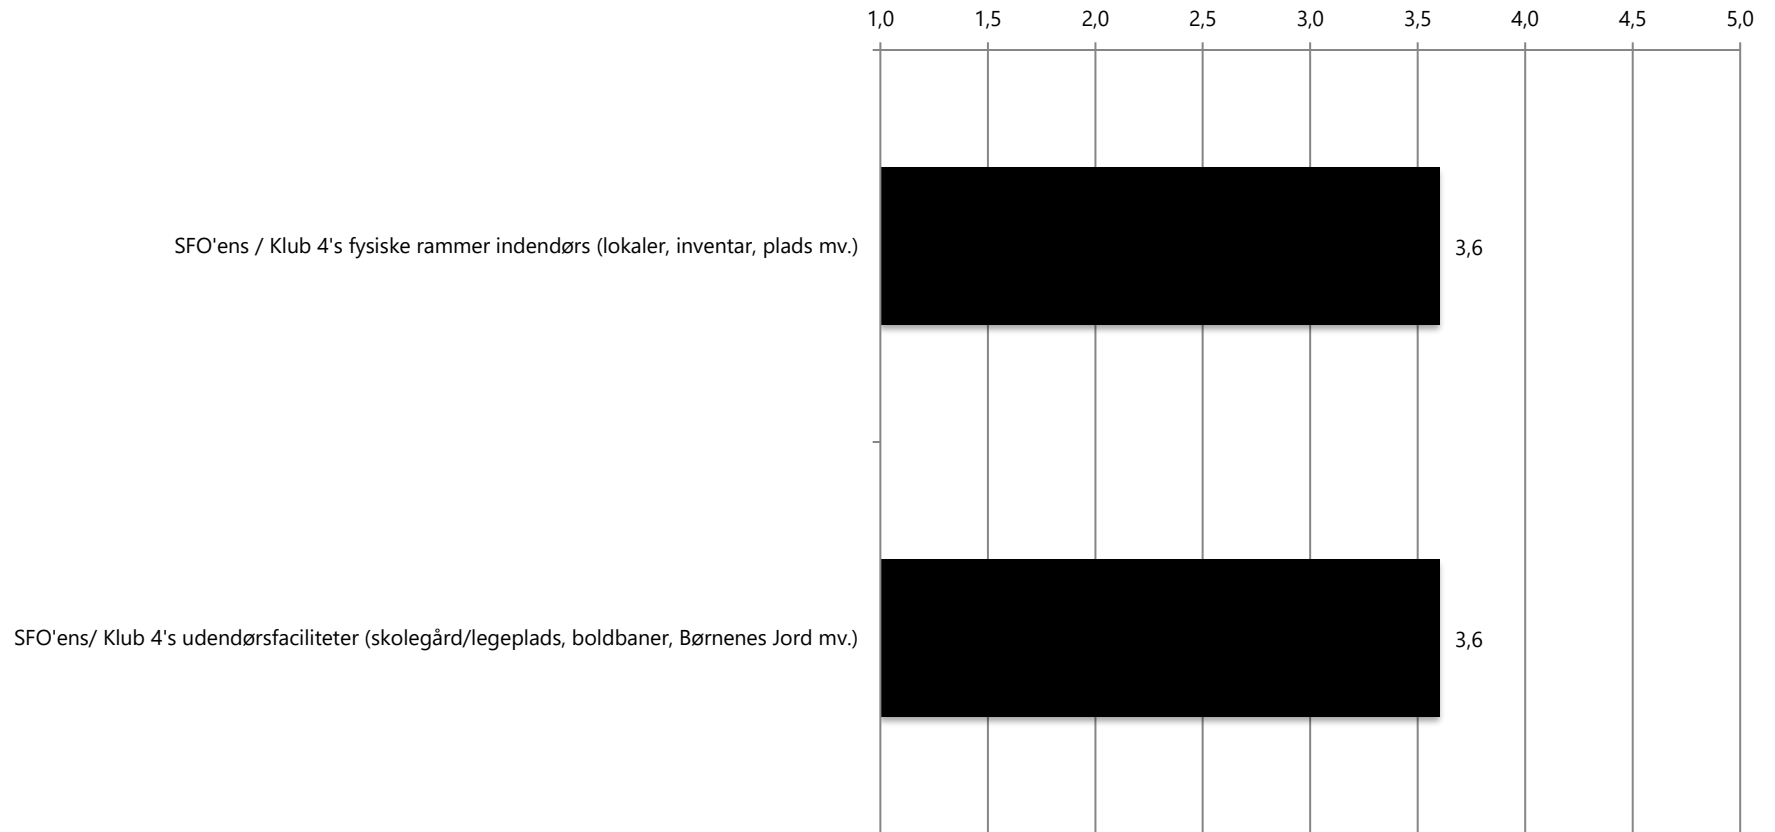 1,0 1,5 2,0 2,5 3,0 3,5 4,0 4,5 5,0
SFO'ens / Klub 4's fysiske rammer indendørs (lokaler, inventar, plads mv.) 3,6
SFO'ens/ Klub 4's udendørsfaciliteter (skolegård/legeplads, boldbaner, Børnenes Jord mv.) 3,6